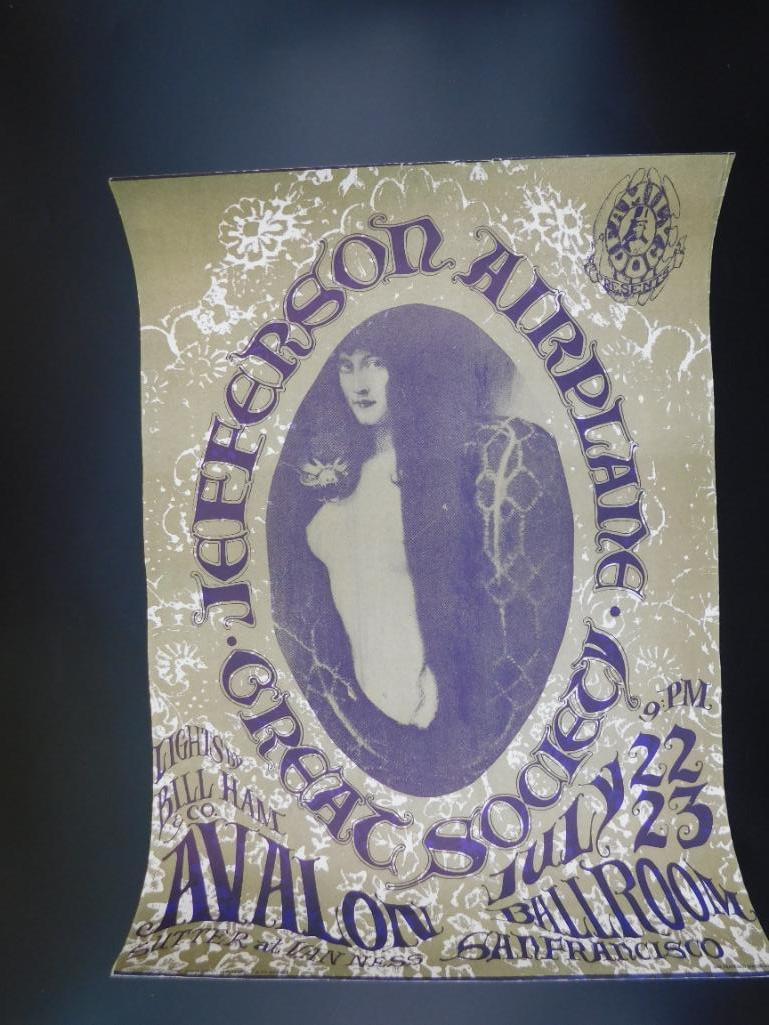 FAMILY DOG
PRESENTS
JEFFERSON AIRPLANE
GREAT SOCIETY
9:PM
LIGHTS BY
BILL HAM
& CO.
JULY 22
23
AVALON
BALLROOM
SUTTER at VAN NESS
SAN FRANCISCO